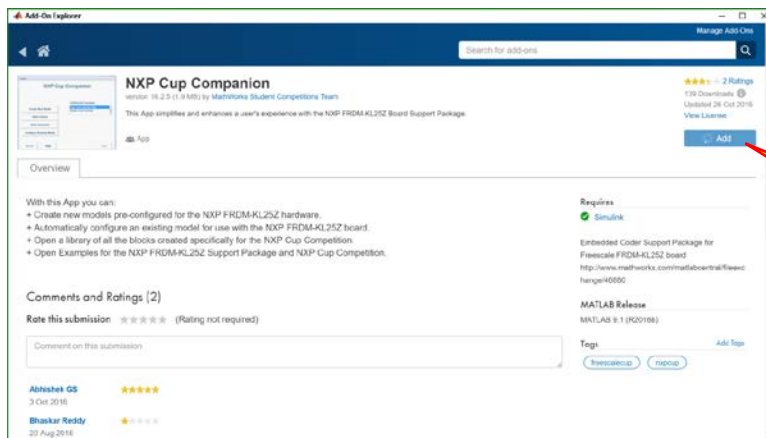 Add-On Explorer
Manage Add-Ons
Search for add-ons
NXP Cup Companion
version 16.2.5 (1.9 MB) by MathWorks Student Competitions Team
This App simplifies and enhances a user's experience with the NXP FRDM-KL25Z Board Support Package.
App
2 Ratings
139 Downloads
Updated 26 Oct 2016
View License
Add
Overview
With this App you can:
+ Create new models pre-configured for the NXP FRDM-KL25Z hardware.
+ Automatically configure an existing model for use with the NXP FRDM-KL25Z board.
+ Open a library of all the blocks created specifically for the NXP Cup Competition.
+ Open Examples for the NXP FRDM-KL25Z Support Package and NXP Cup Competition.
Comments and Ratings (2)
Rate this submission (Rating not required)
Comment on this submission
Abhishek GS
3 Oct 2016
Bhaskar Reddy
20 Aug 2016
Requires
Simulink
Embedded Coder Support Package for
Freescale FRDM-KL25Z board
http://www.mathworks.com/matlabcentral/fileexc
hange/46880
MATLAB Release
MATLAB 9.1 (R2016b)
Tags
Add Tags
freescalecup
nxpcup